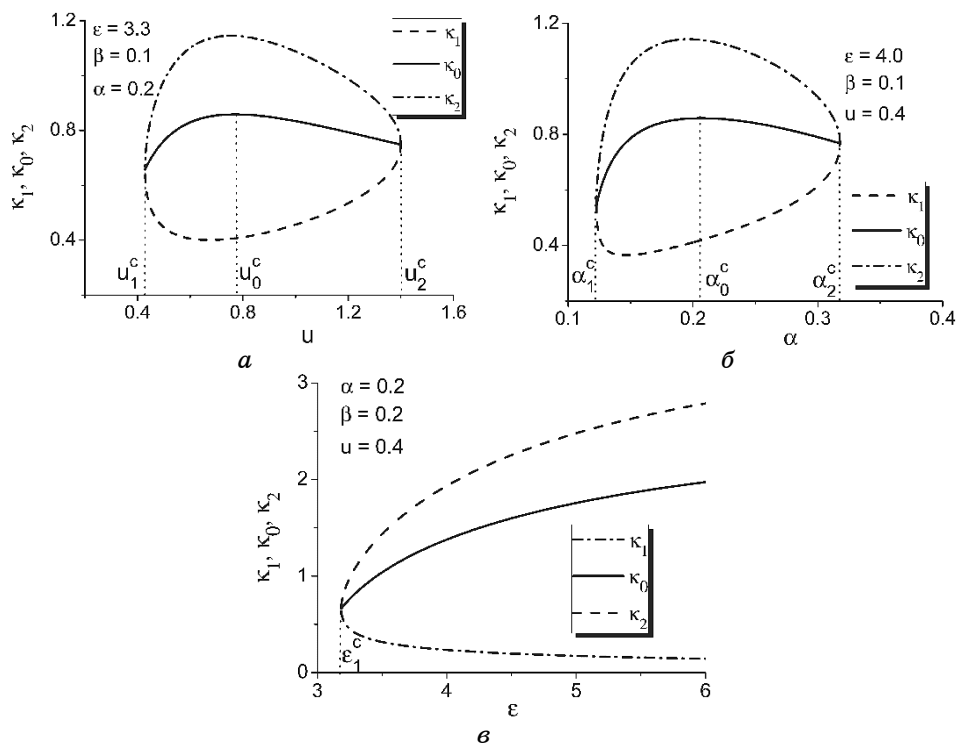 1.2
0.8
0.4
κ₁, κ₀, κ₂
ε = 3.3
β = 0.1
α = 0.2
κ₁
κ₀
κ₂
u₁ᶜ
u₀ᶜ
u₂ᶜ
0.4
0.8
1.2
1.6
u
а
1.2
0.8
0.4
κ₁, κ₀, κ₂
ε = 4.0
β = 0.1
u = 0.4
κ₁
κ₀
κ₂
α₁ᶜ
α₀ᶜ
α₂ᶜ
0.1
0.2
0.3
0.4
α
б
3
2
1
0
κ₁, κ₀, κ₂
α = 0.2
β = 0.2
u = 0.4
κ₁
κ₀
κ₂
ε₁ᶜ
3
4
5
6
ε
в